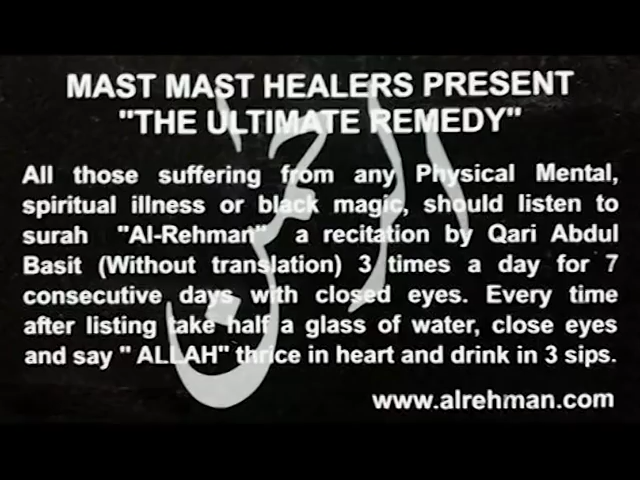 MAST MAST HEALERS PRESENT
"THE ULTIMATE REMEDY"
الرحمن
All those suffering from any Physical Mental,
spiritual illness or black magic, should listen to
surah "Al-Rehman" a recitation by Qari Abdul
Basit (Without translation) 3 times a day for 7
consecutive days with closed eyes. Every time
after listing take half a glass of water, close eyes
and say " ALLAH" thrice in heart and drink in 3 sips.
www.alrehman.com